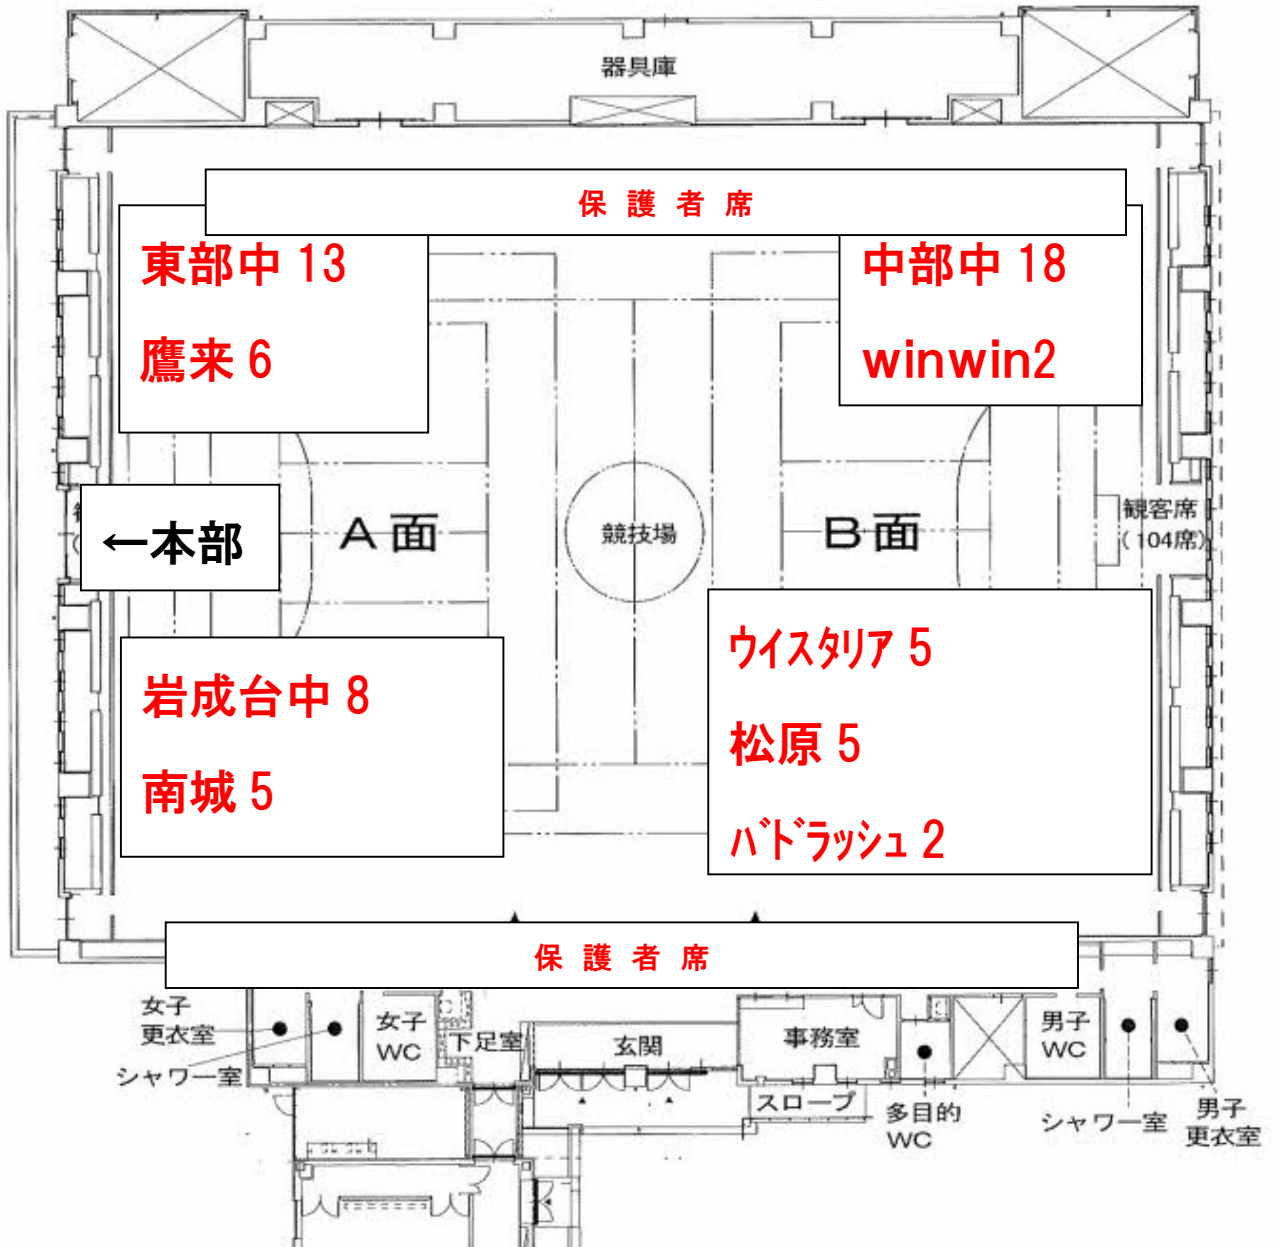 器具庫
保護者席
東部中 13
鷹来 6
中部中 18
winwin2
←本部
A面
競技場
B面
観客席
(104席)
岩成台中 8
南城 5
ウイスタリア 5
松原 5
バドラッシュ 2
保護者席
女子
更衣室
シャワー室
女子
WC
下足室
玄関
事務室
スロープ
多目的
WC
男子
WC
シャワー室
男子
更衣室